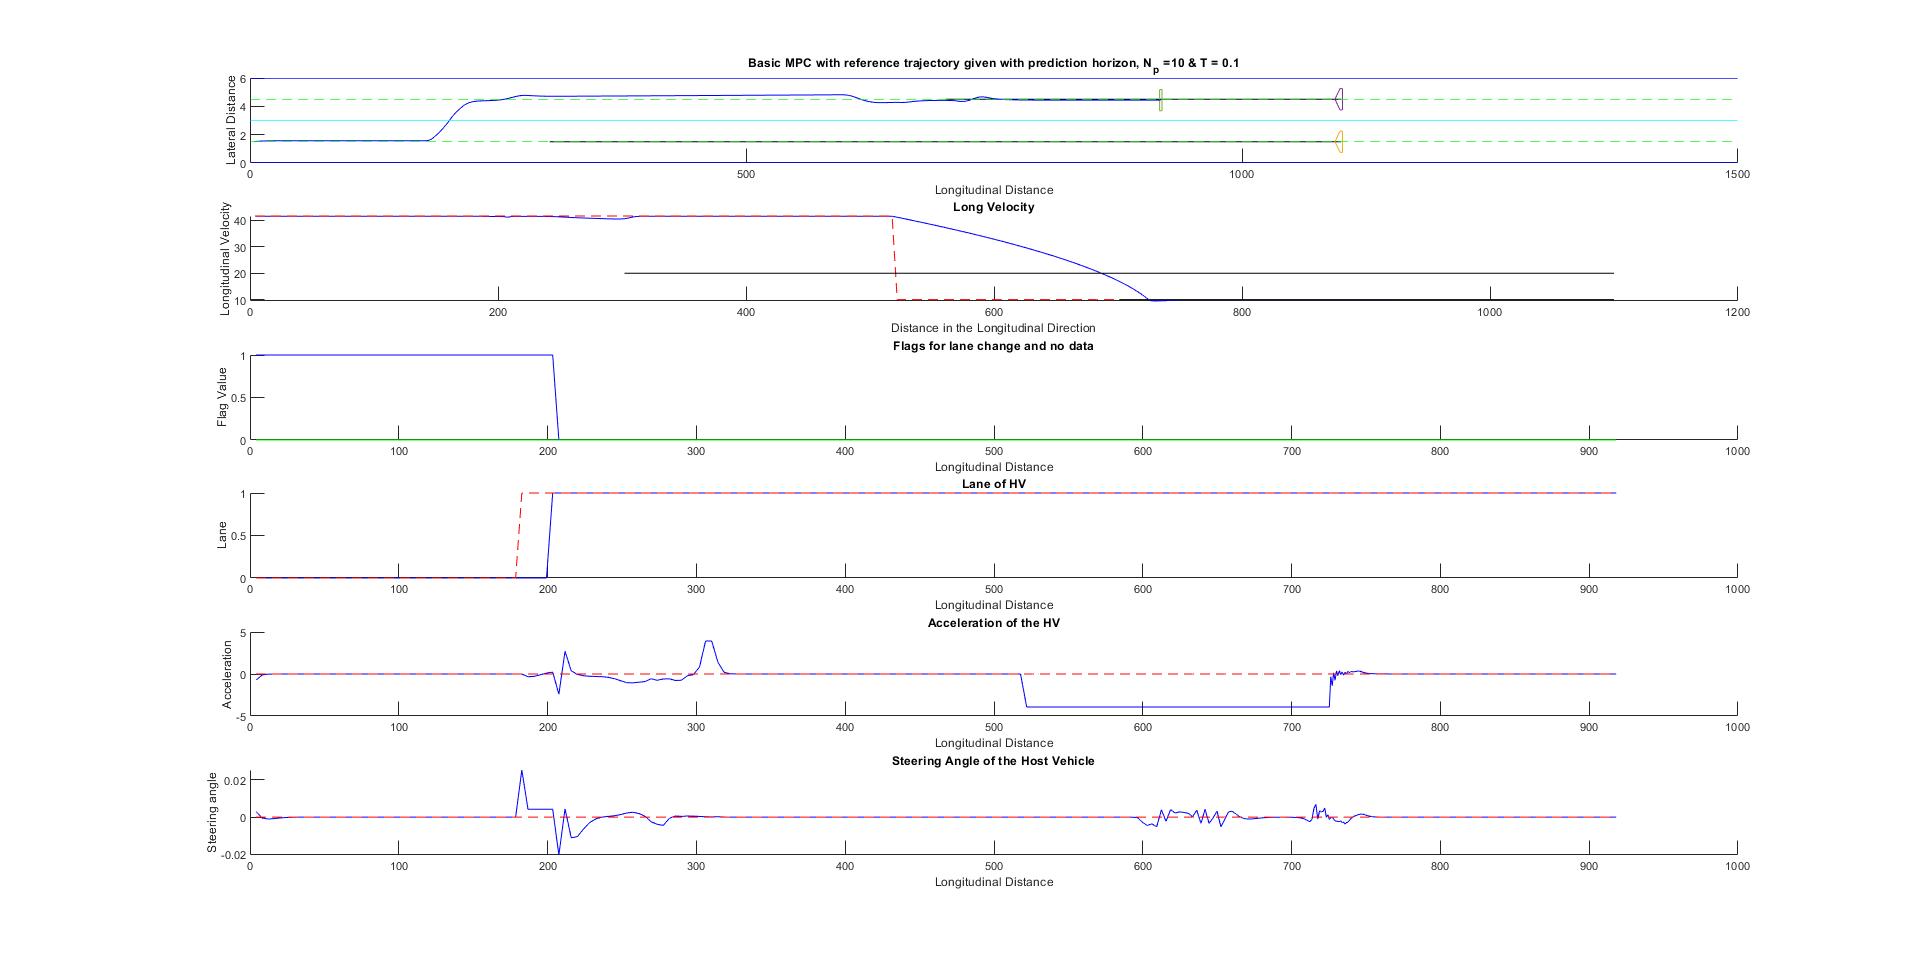 Basic MPC with reference trajectory given with prediction horizon, Np =10 & T = 0.1
Lateral Distance
6
4
2
0
0 500 1000 1500
Longitudinal Distance
Long Velocity
Longitudinal Velocity
40
30
20
10
0 200 400 600 800 1000 1200
Distance in the Longitudinal Direction
Flags for lane change and no data
Flag Value
1
0.5
0
0 100 200 300 400 500 600 700 800 900 1000
Longitudinal Distance
Lane of HV
Lane
1
0.5
0
0 100 200 300 400 500 600 700 800 900 1000
Longitudinal Distance
Acceleration of the HV
Acceleration
5
0
-5
0 100 200 300 400 500 600 700 800 900 1000
Longitudinal Distance
Steering Angle of the Host Vehicle
Steering angle
0.02
0
-0.02
0 100 200 300 400 500 600 700 800 900 1000
Longitudinal Distance